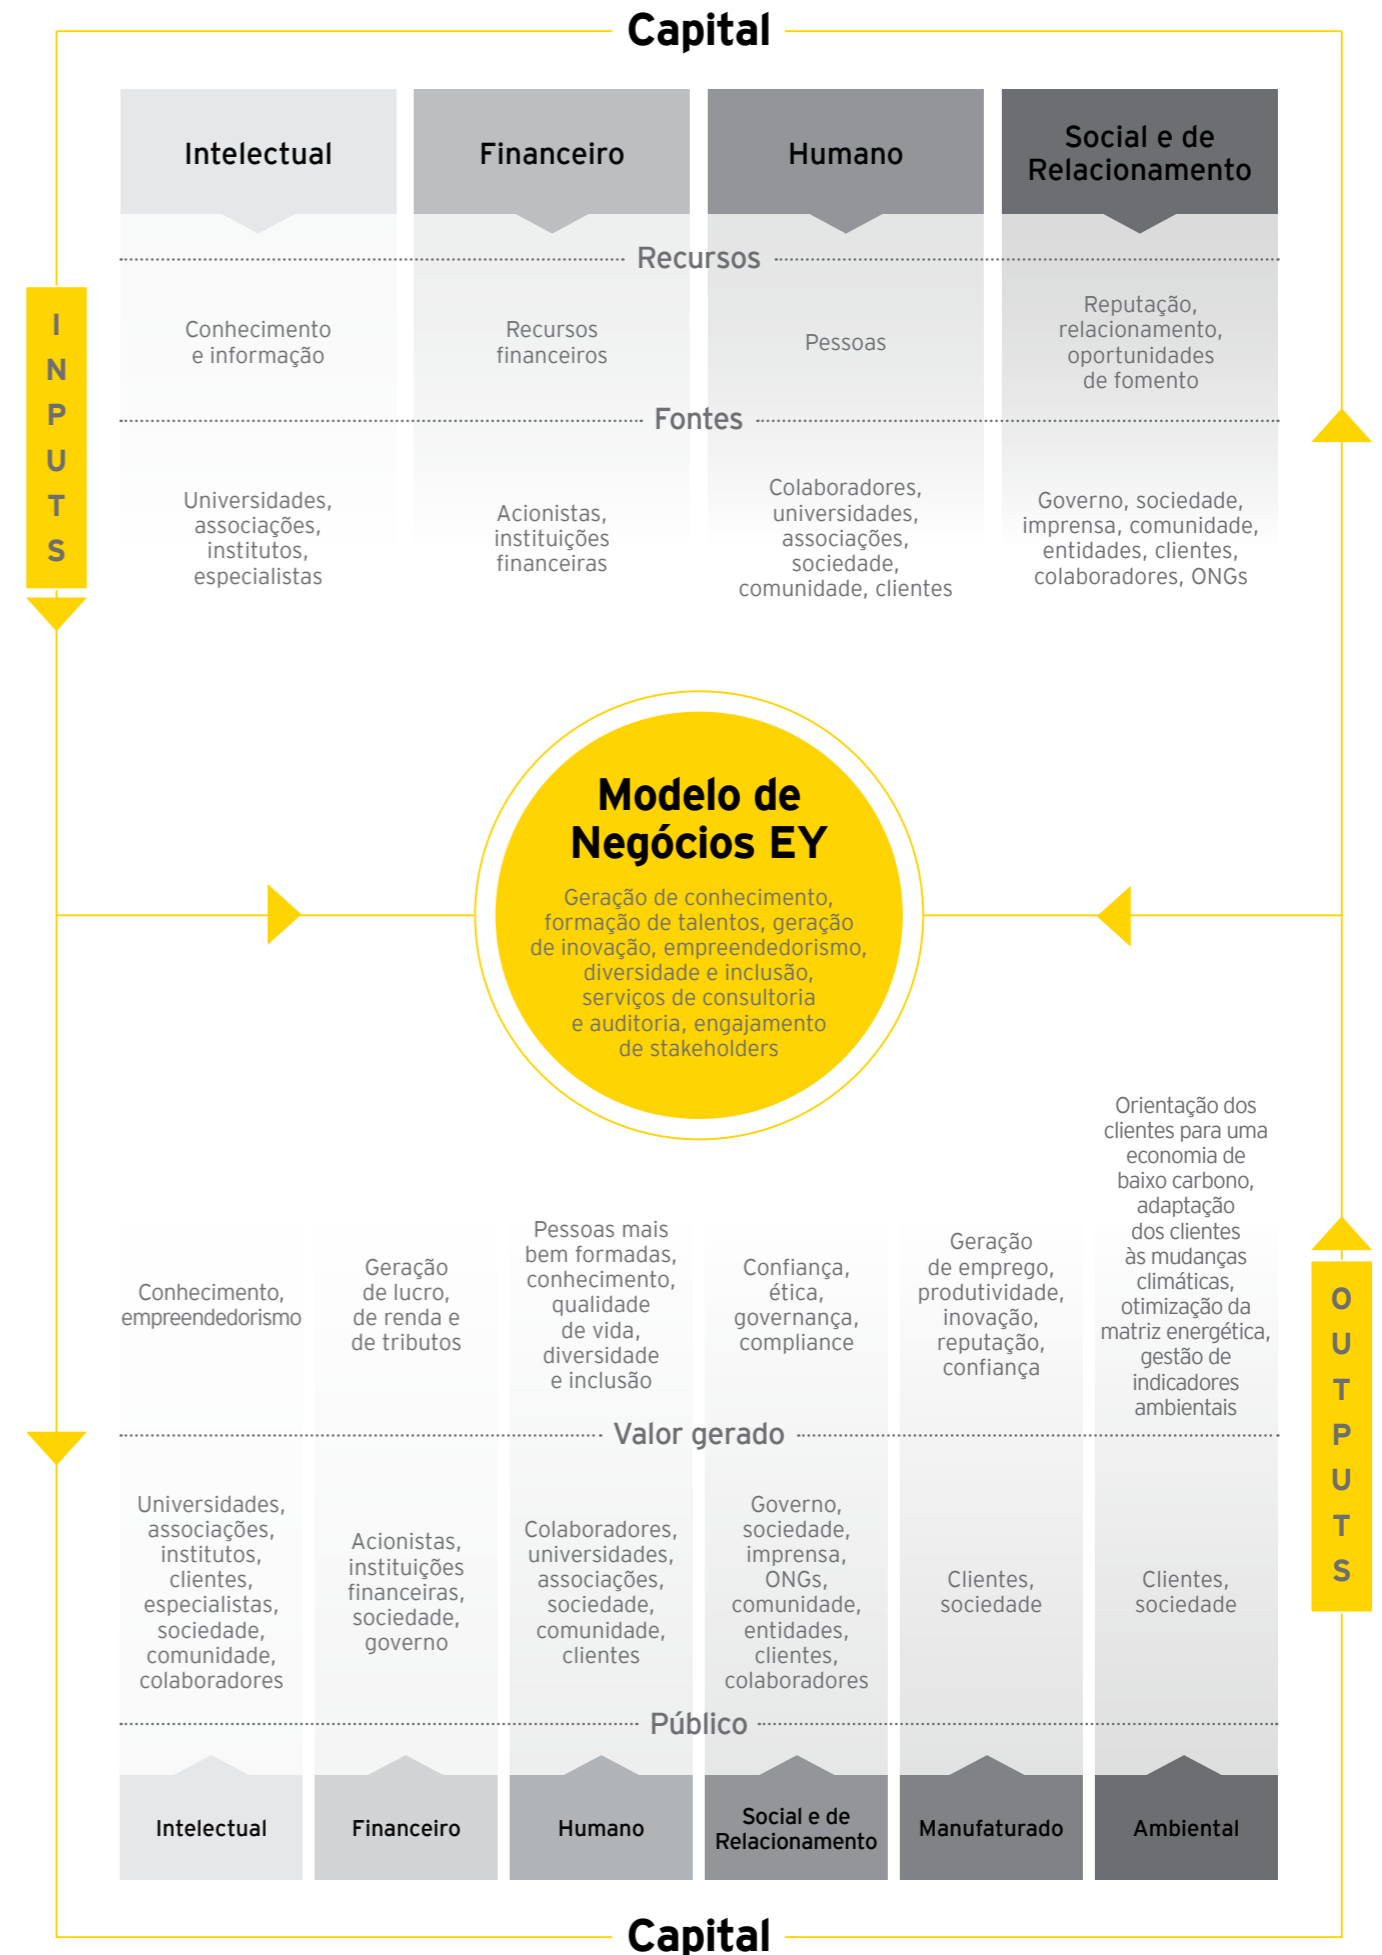 Capital
Intelectual
Financeiro
Humano
Social e de
Relacionamento
Recursos
Conhecimento
e informação
Recursos
financeiros
Pessoas
Reputação,
relacionamento,
oportunidades
de fomento
Fontes
Universidades,
associações,
institutos,
especialistas
Acionistas,
instituições
financeiras
Colaboradores,
universidades,
associações,
sociedade,
comunidade, clientes
Governo, sociedade,
imprensa, comunidade,
entidades, clientes,
colaboradores, ONGs
INPUTS
Modelo de
Negócios EY
Geração de conhecimento,
formação de talentos, geração
de inovação, empreendedorismo,
diversidade e inclusão,
serviços de consultoria
e auditoria, engajamento
de stakeholders
Conhecimento,
empreendedorismo
Geração
de lucro,
de renda e
de tributos
Pessoas mais
bem formadas,
conhecimento,
qualidade
de vida,
diversidade
e inclusão
Confiança,
ética,
governança,
compliance
Geração
de emprego,
produtividade,
inovação,
reputação,
confiança
Orientação dos
clientes para uma
economia de
baixo carbono,
adaptação
dos clientes
às mudanças
climáticas,
otimização da
matriz energética,
gestão de
indicadores
ambientais
Valor gerado
Universidades,
associações,
institutos,
clientes,
especialistas,
sociedade,
comunidade,
colaboradores
Acionistas,
instituições
financeiras,
sociedade,
governo
Colaboradores,
universidades,
associações,
sociedade,
comunidade,
clientes
Governo,
sociedade,
imprensa,
ONGs,
comunidade,
entidades,
clientes,
colaboradores
Clientes,
sociedade
Clientes,
sociedade
OUTPUTS
Público
Intelectual
Financeiro
Humano
Social e de
Relacionamento
Manufaturado
Ambiental
Capital